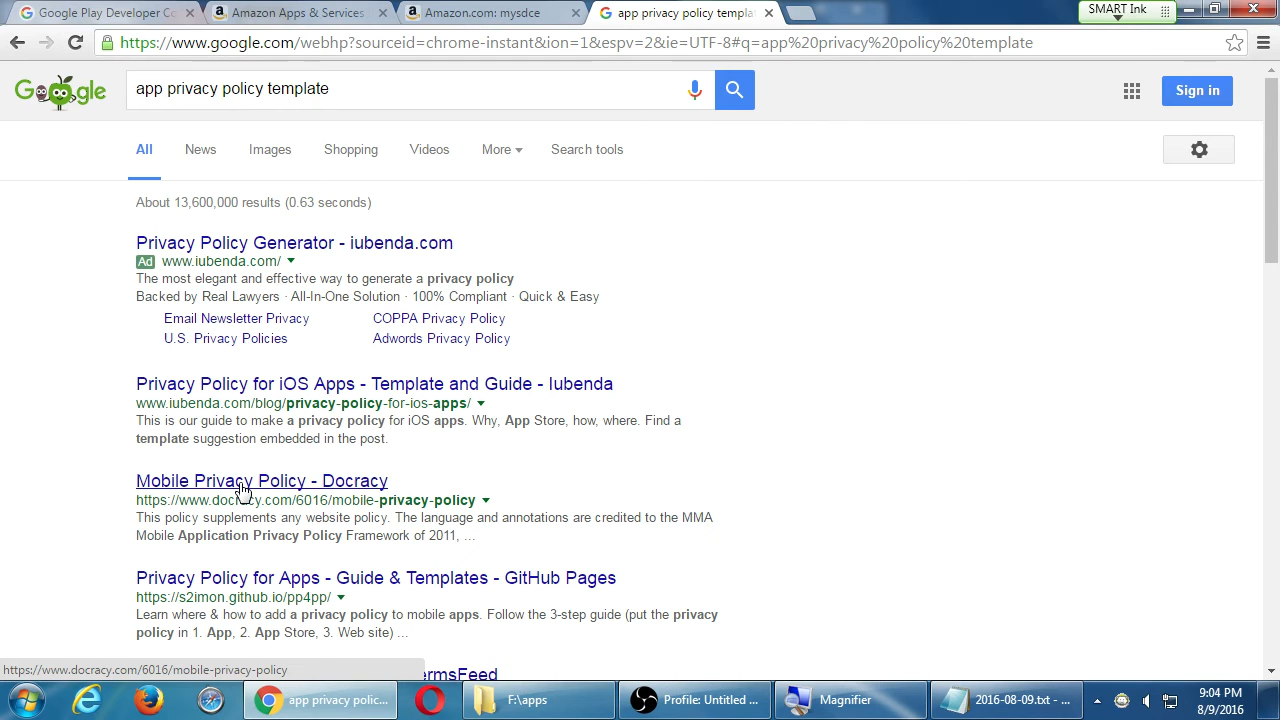 Google Play Developer Co
Amazon Apps & Services
Amazon.com: mysdce
app privacy policy templa
SMART Ink
https://www.google.com/webhp?sourceid=chrome-instant&ion=1&espv=2&ie=UTF-8#q=app%20privacy%20policy%20template
Google
app privacy policy template
Sign in
All
News
Images
Shopping
Videos
More
Search tools
About 13,600,000 results (0.63 seconds)
Privacy Policy Generator - iubenda.com
Ad www.iubenda.com/
The most elegant and effective way to generate a privacy policy
Backed by Real Lawyers · All-In-One Solution · 100% Compliant · Quick & Easy
Email Newsletter Privacy
COPPA Privacy Policy
U.S. Privacy Policies
Adwords Privacy Policy
Privacy Policy for iOS Apps - Template and Guide - Iubenda
www.iubenda.com/blog/privacy-policy-for-ios-apps/
This is our guide to make a privacy policy for iOS apps. Why, App Store, how, where. Find a
template suggestion embedded in the post.
Mobile Privacy Policy - Docracy
https://www.docracy.com/6016/mobile-privacy-policy
This policy supplements any website policy. The language and annotations are credited to the MMA
Mobile Application Privacy Policy Framework of 2011, ...
Privacy Policy for Apps - Guide & Templates - GitHub Pages
https://s2imon.github.io/pp4pp/
Learn where & how to add a privacy policy to mobile apps. Follow the 3-step guide (put the privacy
policy in 1. App, 2. App Store, 3. Web site) ...
ermsFeed
https://www.docracy.com/6016/mobile-privacy-policy
app privacy polic...
F:\apps
Profile: Untitled ...
Magnifier
2016-08-09.txt - ...
9:04 PM
8/9/2016